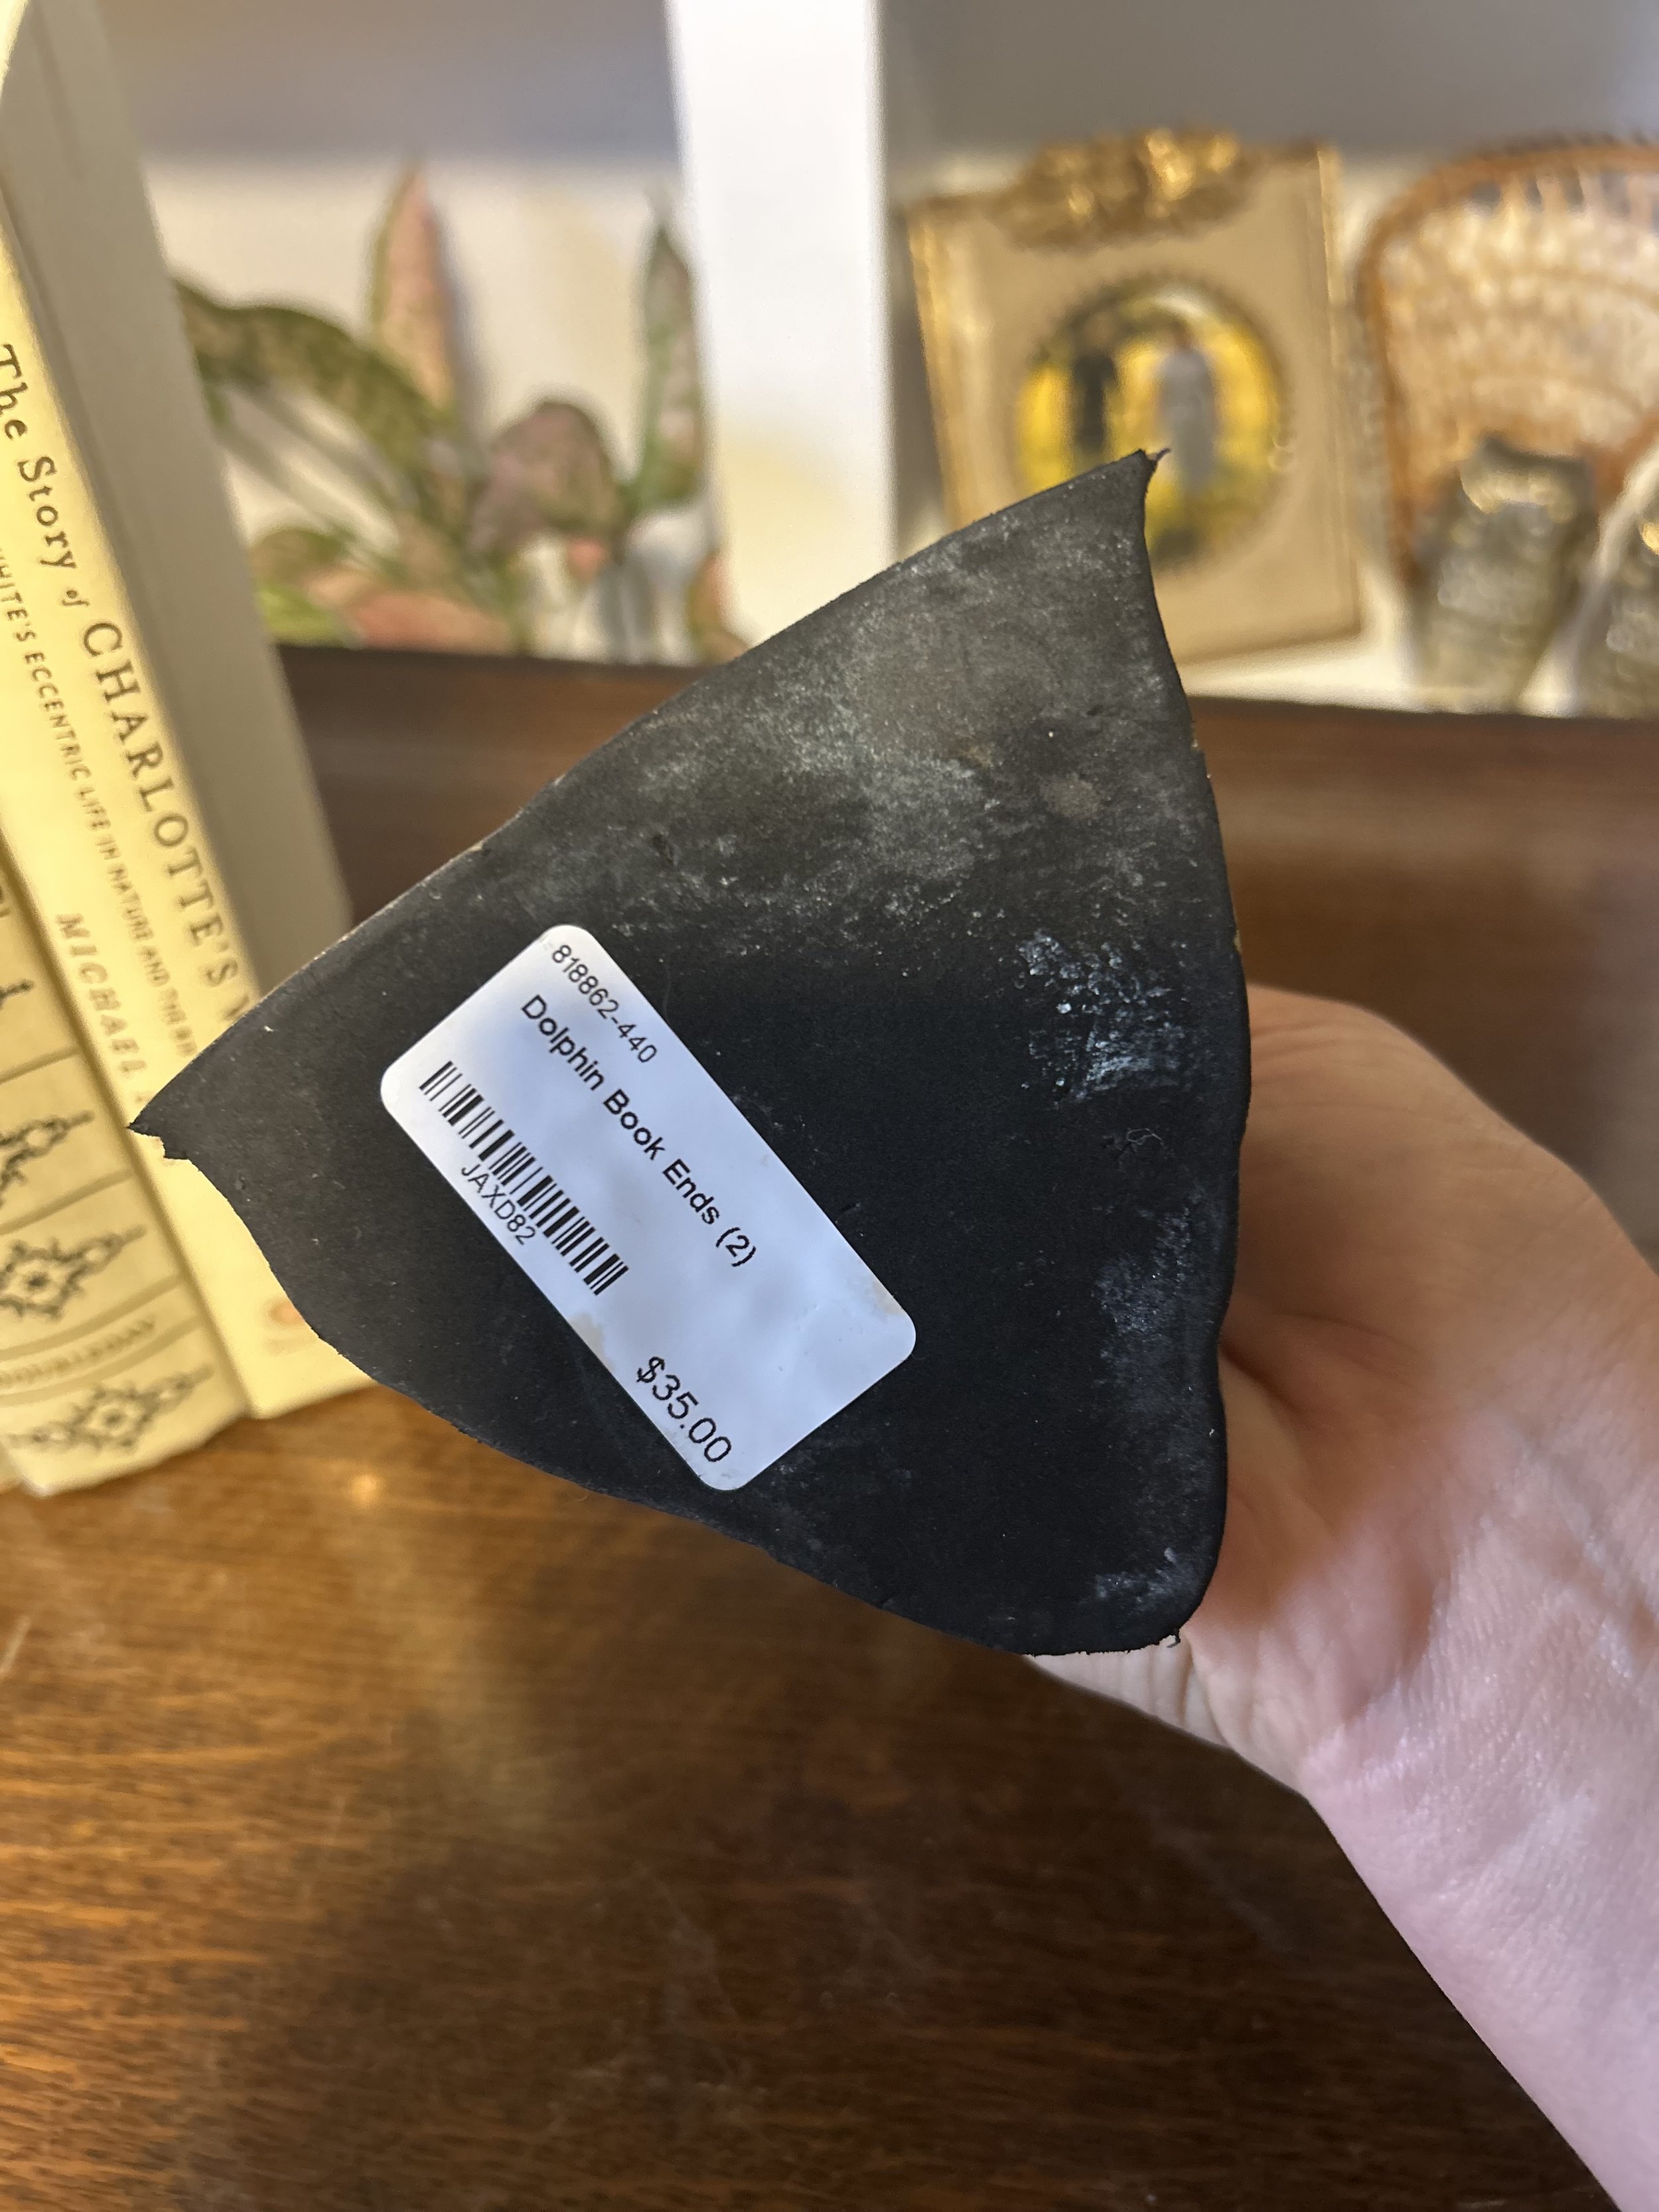 818862-440
Dolphin Book Ends (2)
JAXD82
$35.00
The Story of CHARLOTTE'S
WHITE'S ECCENTRIC LIFE IN NATURE AND THE
MICHAEL